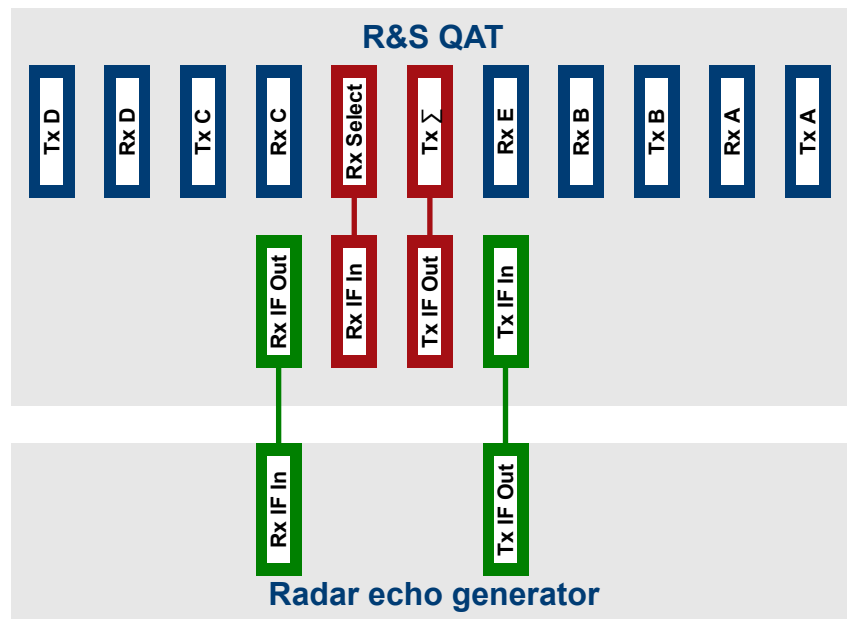 R&S QAT
Tx D
Rx D
Tx C
Rx C
Rx Select
Tx ∑
Rx E
Rx B
Tx B
Rx A
Tx A
Rx IF Out
Rx IF In
Tx IF Out
Tx IF In
Rx IF In
Tx IF Out
Radar echo generator